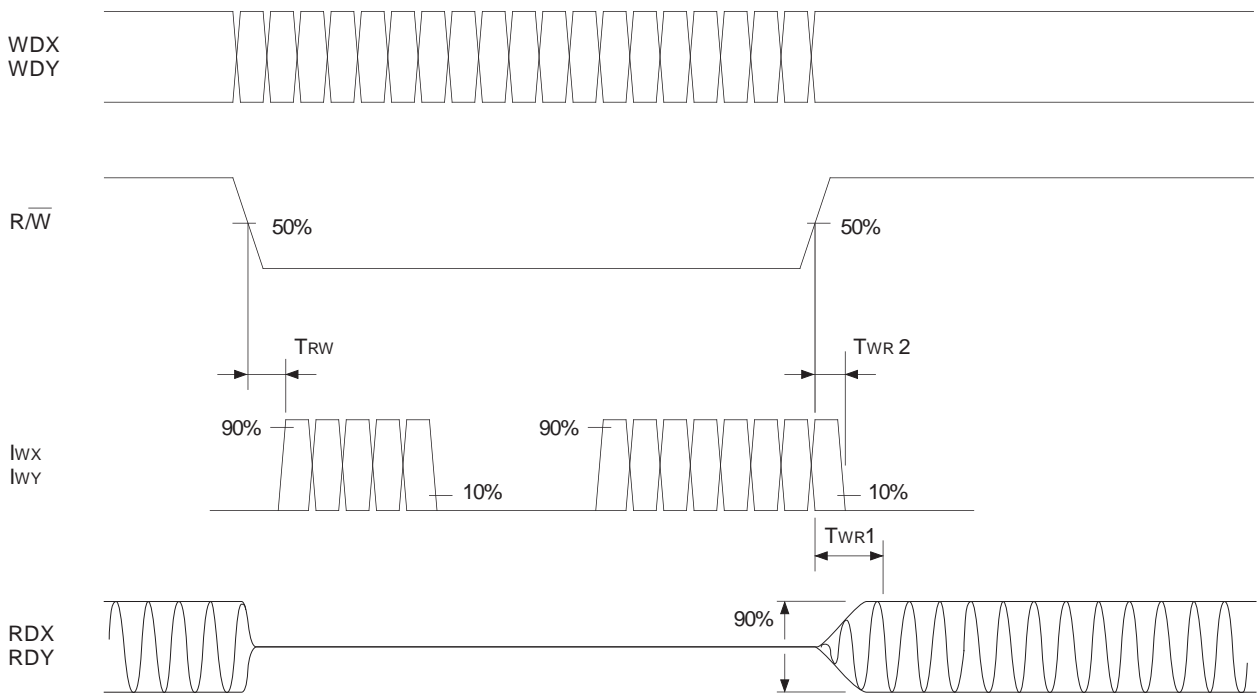 WDX
WDY
R/W̅
50%
50%
TRW
TWR 2
90%
90%
IWX
IWY
10%
10%
TWR1
90%
RDX
RDY